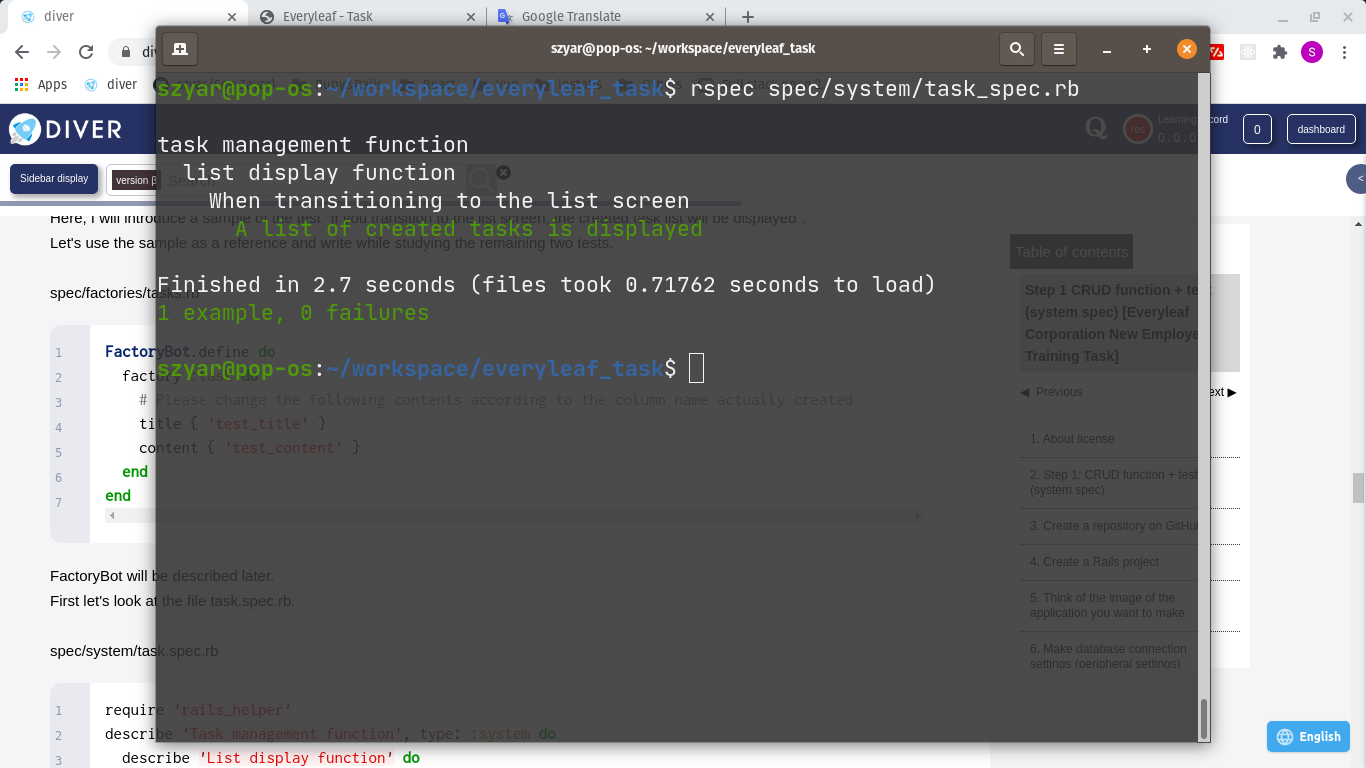 diver
Everyleaf - Task
Google Translate
szyar@pop-os: ~/workspace/everyleaf_task
S
Apps
diver
szyar@pop-os:~/workspace/everyleaf_task$ rspec spec/system/task_spec.rb
DIVER
Q
rec
Learning record
0
dashboard
task management function
list display function
When transitioning to the list screen
A list of created tasks is displayed
Finished in 2.7 seconds (files took 0.71762 seconds to load)
1 example, 0 failures
szyar@pop-os:~/workspace/everyleaf_task$
Sidebar display
version β
Search
<
Here, I will introduce a sample of the test "If you transition to the list screen, the created task list will be displayed".
Let's use the sample as a reference and write while studying the remaining two tests.
spec/factories/tasks.rb
1 FactoryBot.define do
2 factory :task do
3 # Please change the following contents according to the column name actually created
4 title { 'test_title' }
5 content { 'test_content' }
6 end
7 end
FactoryBot will be described later.
First let's look at the file task.spec.rb.
spec/system/task.spec.rb
1 require 'rails_helper'
2 describe 'Task management function', type: :system do
3 describe 'List display function' do
Table of contents
Step 1 CRUD function + test
(system spec) [Everyleaf
Corporation New Employee
Training Task]
◀ Previous
Next ▶
1. About license
2. Step 1: CRUD function + test
(system spec)
3. Create a repository on GitHub
4. Create a Rails project
5. Think of the image of the
application you want to make
6. Make database connection
settings (peripheral settings)
English